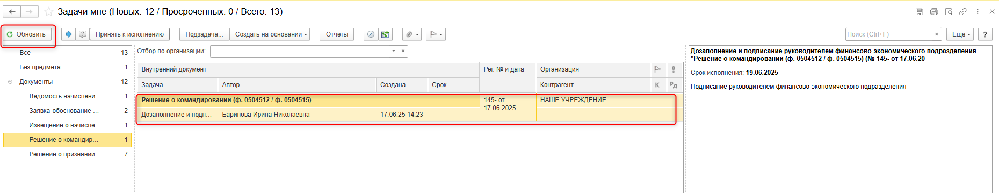 Задачи мне (Новых: 12 / Просроченных: 0 / Всего: 13)
Обновить
Принять к исполнению
Подзадача...
Создать на основании
Отчеты
Поиск (Ctrl+F)
×
Еще
?
Все 13
Без предмета 1
Документы 12
Ведомость начислени... 1
Заявка-обоснование ... 2
Извещение о начисле... 1
Решение о командир... 1
Решение о признании... 7
Отбор по организации:
Внутренний документ Рег. № и дата Организация
Задача Автор Создана Срок Контрагент К Рд
Решение о командировании (ф. 0504512 / ф. 0504515) 145- от 17.06.2025 НАШЕ УЧРЕЖДЕНИЕ
Дозаполнение и подп... Баринова Ирина Николаевна 17.06.25 14:23
Дозаполнение и подписание руководителем финансово-экономического подразделения
"Решение о командировании (ф. 0504512 / ф. 0504515) (№ 145- от 17.06.20
Срок исполнения: 19.06.2025
Подписание руководителем финансово-экономического подразделения